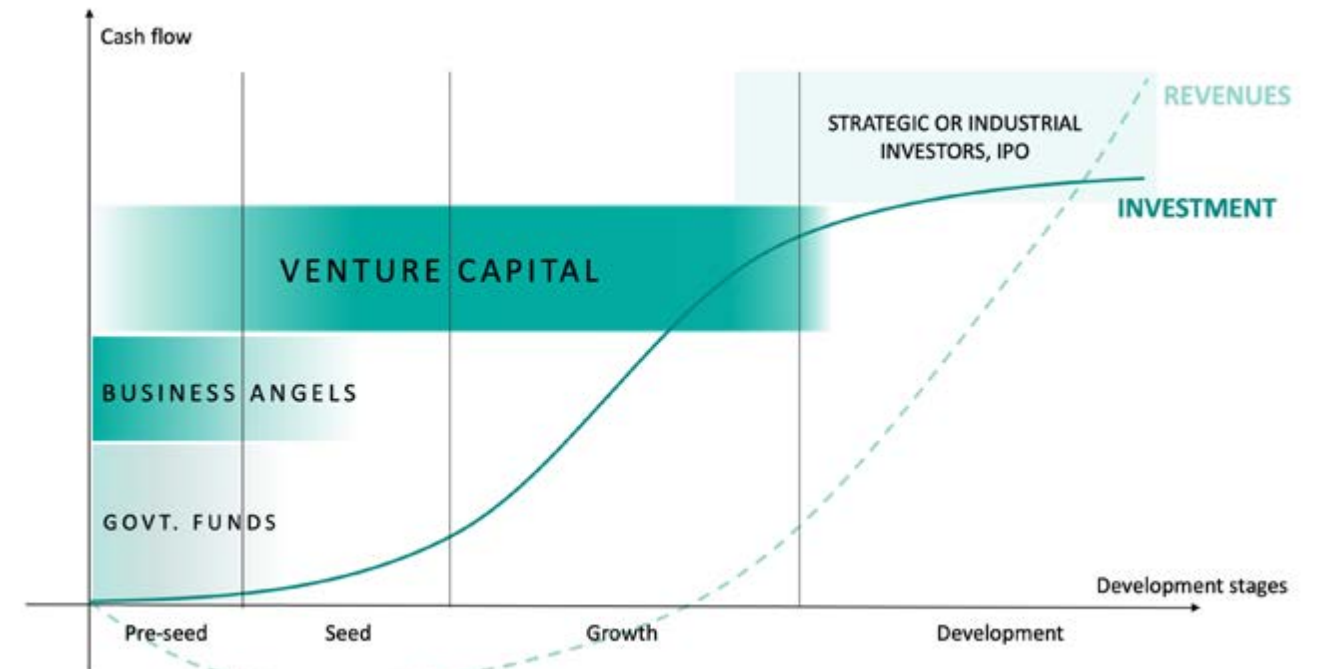 Cash flow
REVENUES
STRATEGIC OR INDUSTRIAL
INVESTORS, IPO
INVESTMENT
VENTURE CAPITAL
BUSINESS ANGELS
GOVT. FUNDS
Development stages
Pre-seed
Seed
Growth
Development